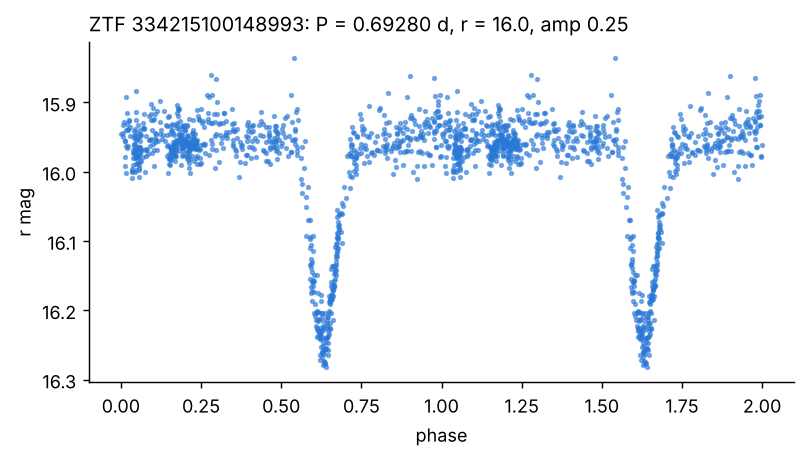 ZTF 334215100148993: P = 0.69280 d, r = 16.0, amp 0.25
15.9
16.0
16.1
16.2
16.3
r mag
0.00 0.25 0.50 0.75 1.00 1.25 1.50 1.75 2.00
phase